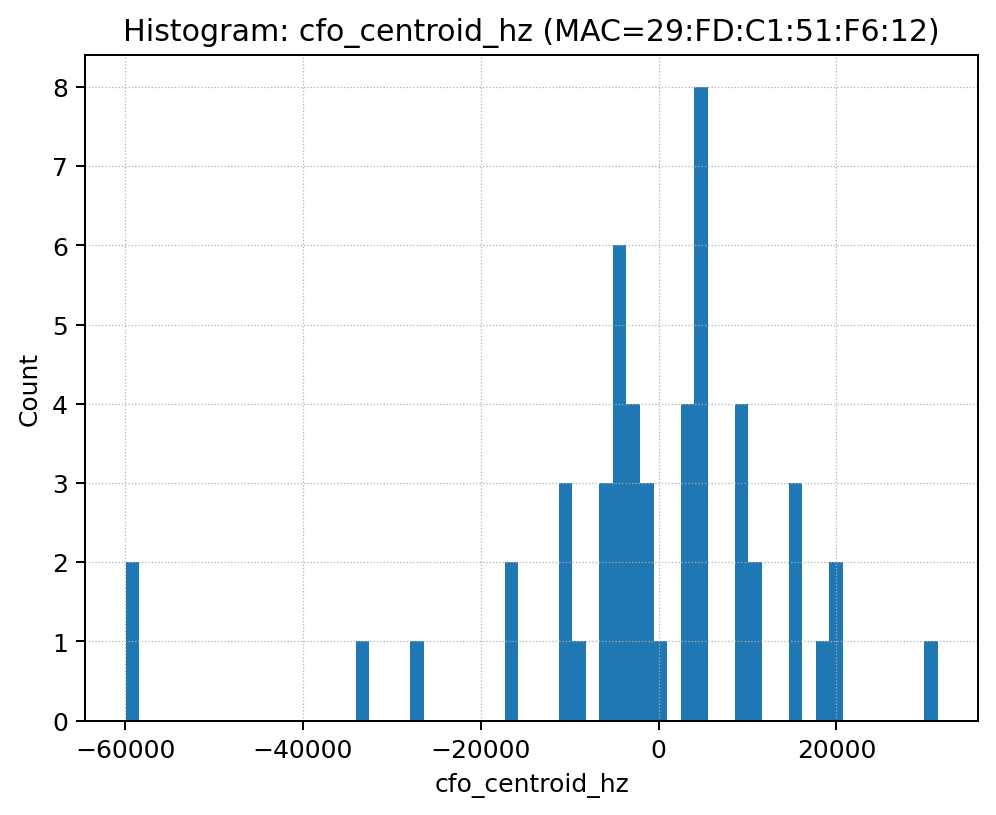 Histogram: cfo_centroid_hz (MAC=29:FD:C1:51:F6:12)
8
7
6
5
4
3
2
1
0
Count
−60000 −40000 −20000 0 20000
cfo_centroid_hz